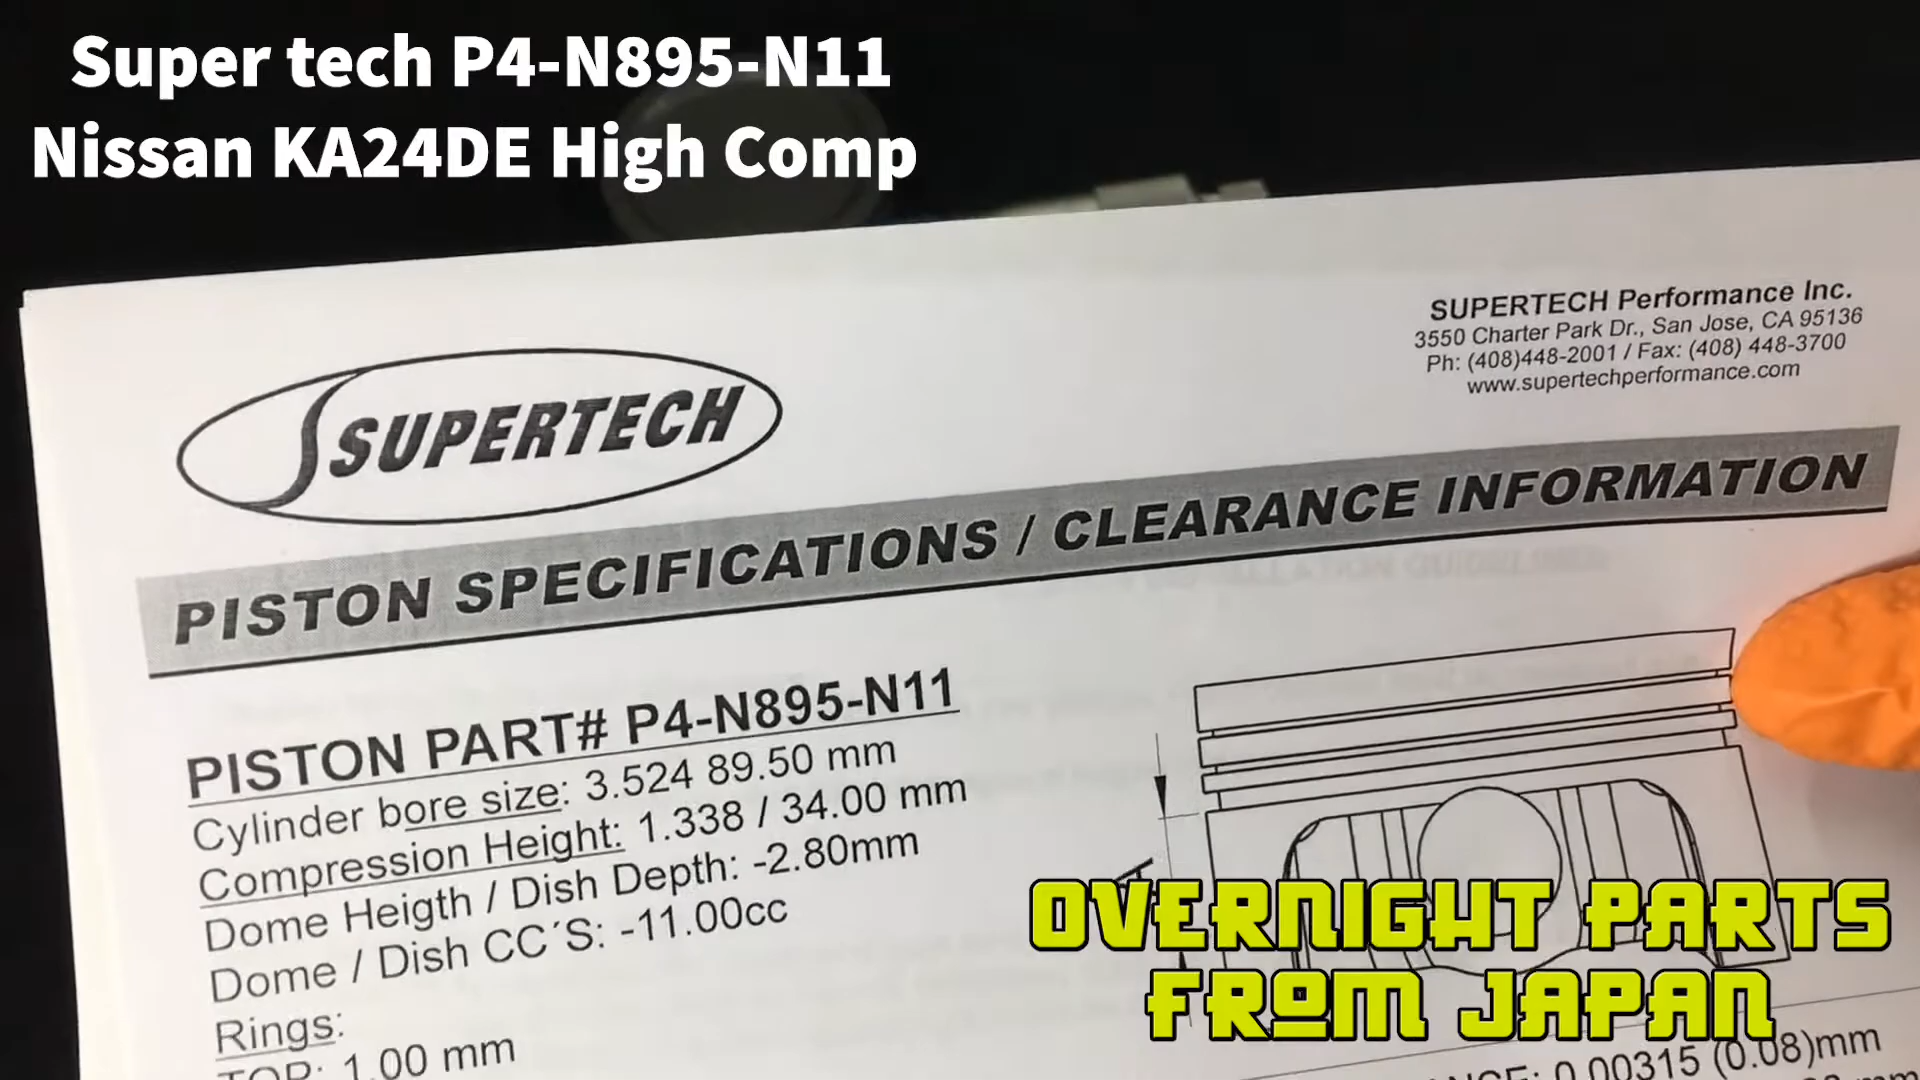 Super tech P4-N895-N11
Nissan KA24DE High Comp
SUPERTECH Performance Inc.
3550 Charter Park Dr., San Jose, CA 95136
Ph: (408)448-2001 / Fax: (408) 448-3700
www.supertechperformance.com
SUPERTECH
PISTON SPECIFICATIONS / CLEARANCE INFORMATION
PISTON PART# P4-N895-N11
Cylinder bore size: 3.524 89.50 mm
Compression Height: 1.338 / 34.00 mm
Dome Heigth / Dish Depth: -2.80mm
Dome / Dish CC´S: -11.00cc
Rings:
TOP: 1.00 mm
OVERNIGHT PARTS
FROM JAPAN
0.00315 (0.08)mm